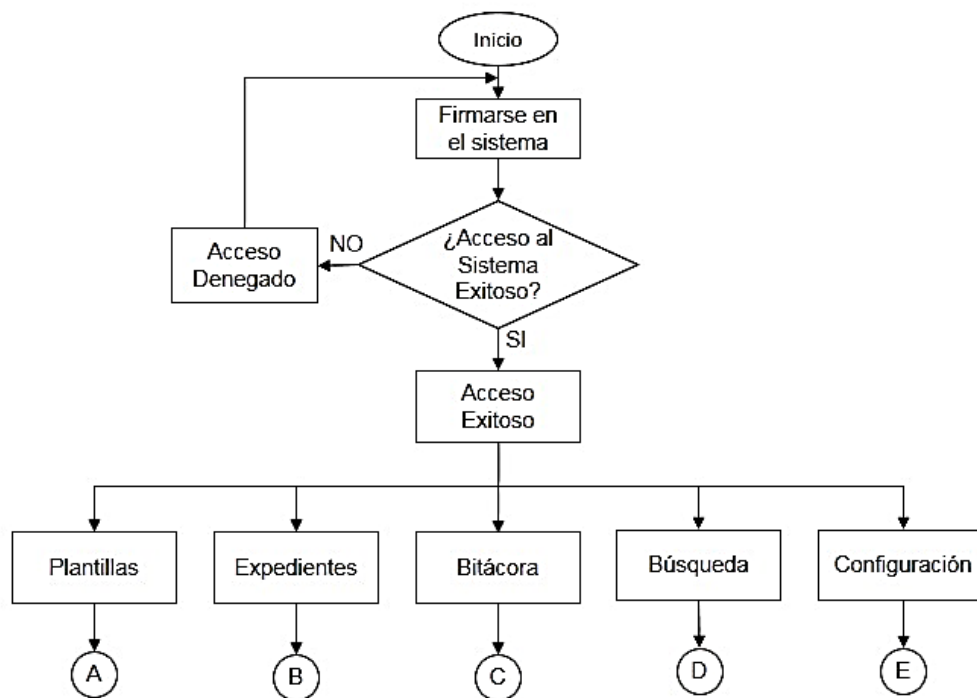 Inicio
Firmarse en
el sistema
¿Acceso al
Sistema
Exitoso?
NO
Acceso
Denegado
SI
Acceso
Exitoso
Plantillas
Expedientes
Bitácora
Búsqueda
Configuración
A
B
C
D
E